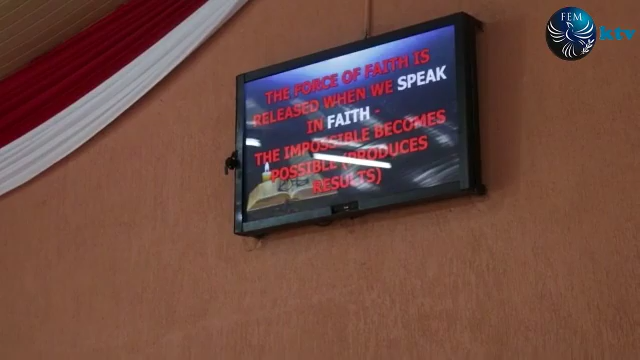 FEM
ktv
THE FORCE OF FAITH IS
RELEASED WHEN WE SPEAK
IN FAITH -
THE IMPOSSIBLE BECOMES
POSSIBLE (PRODUCES
RESULTS)